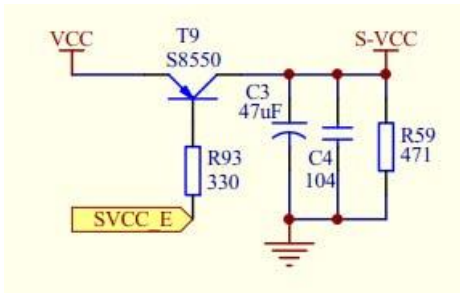 VCC
T9
S8550
S-VCC
C3
47uF
R93
330
C4
104
R59
471
SVCC_E